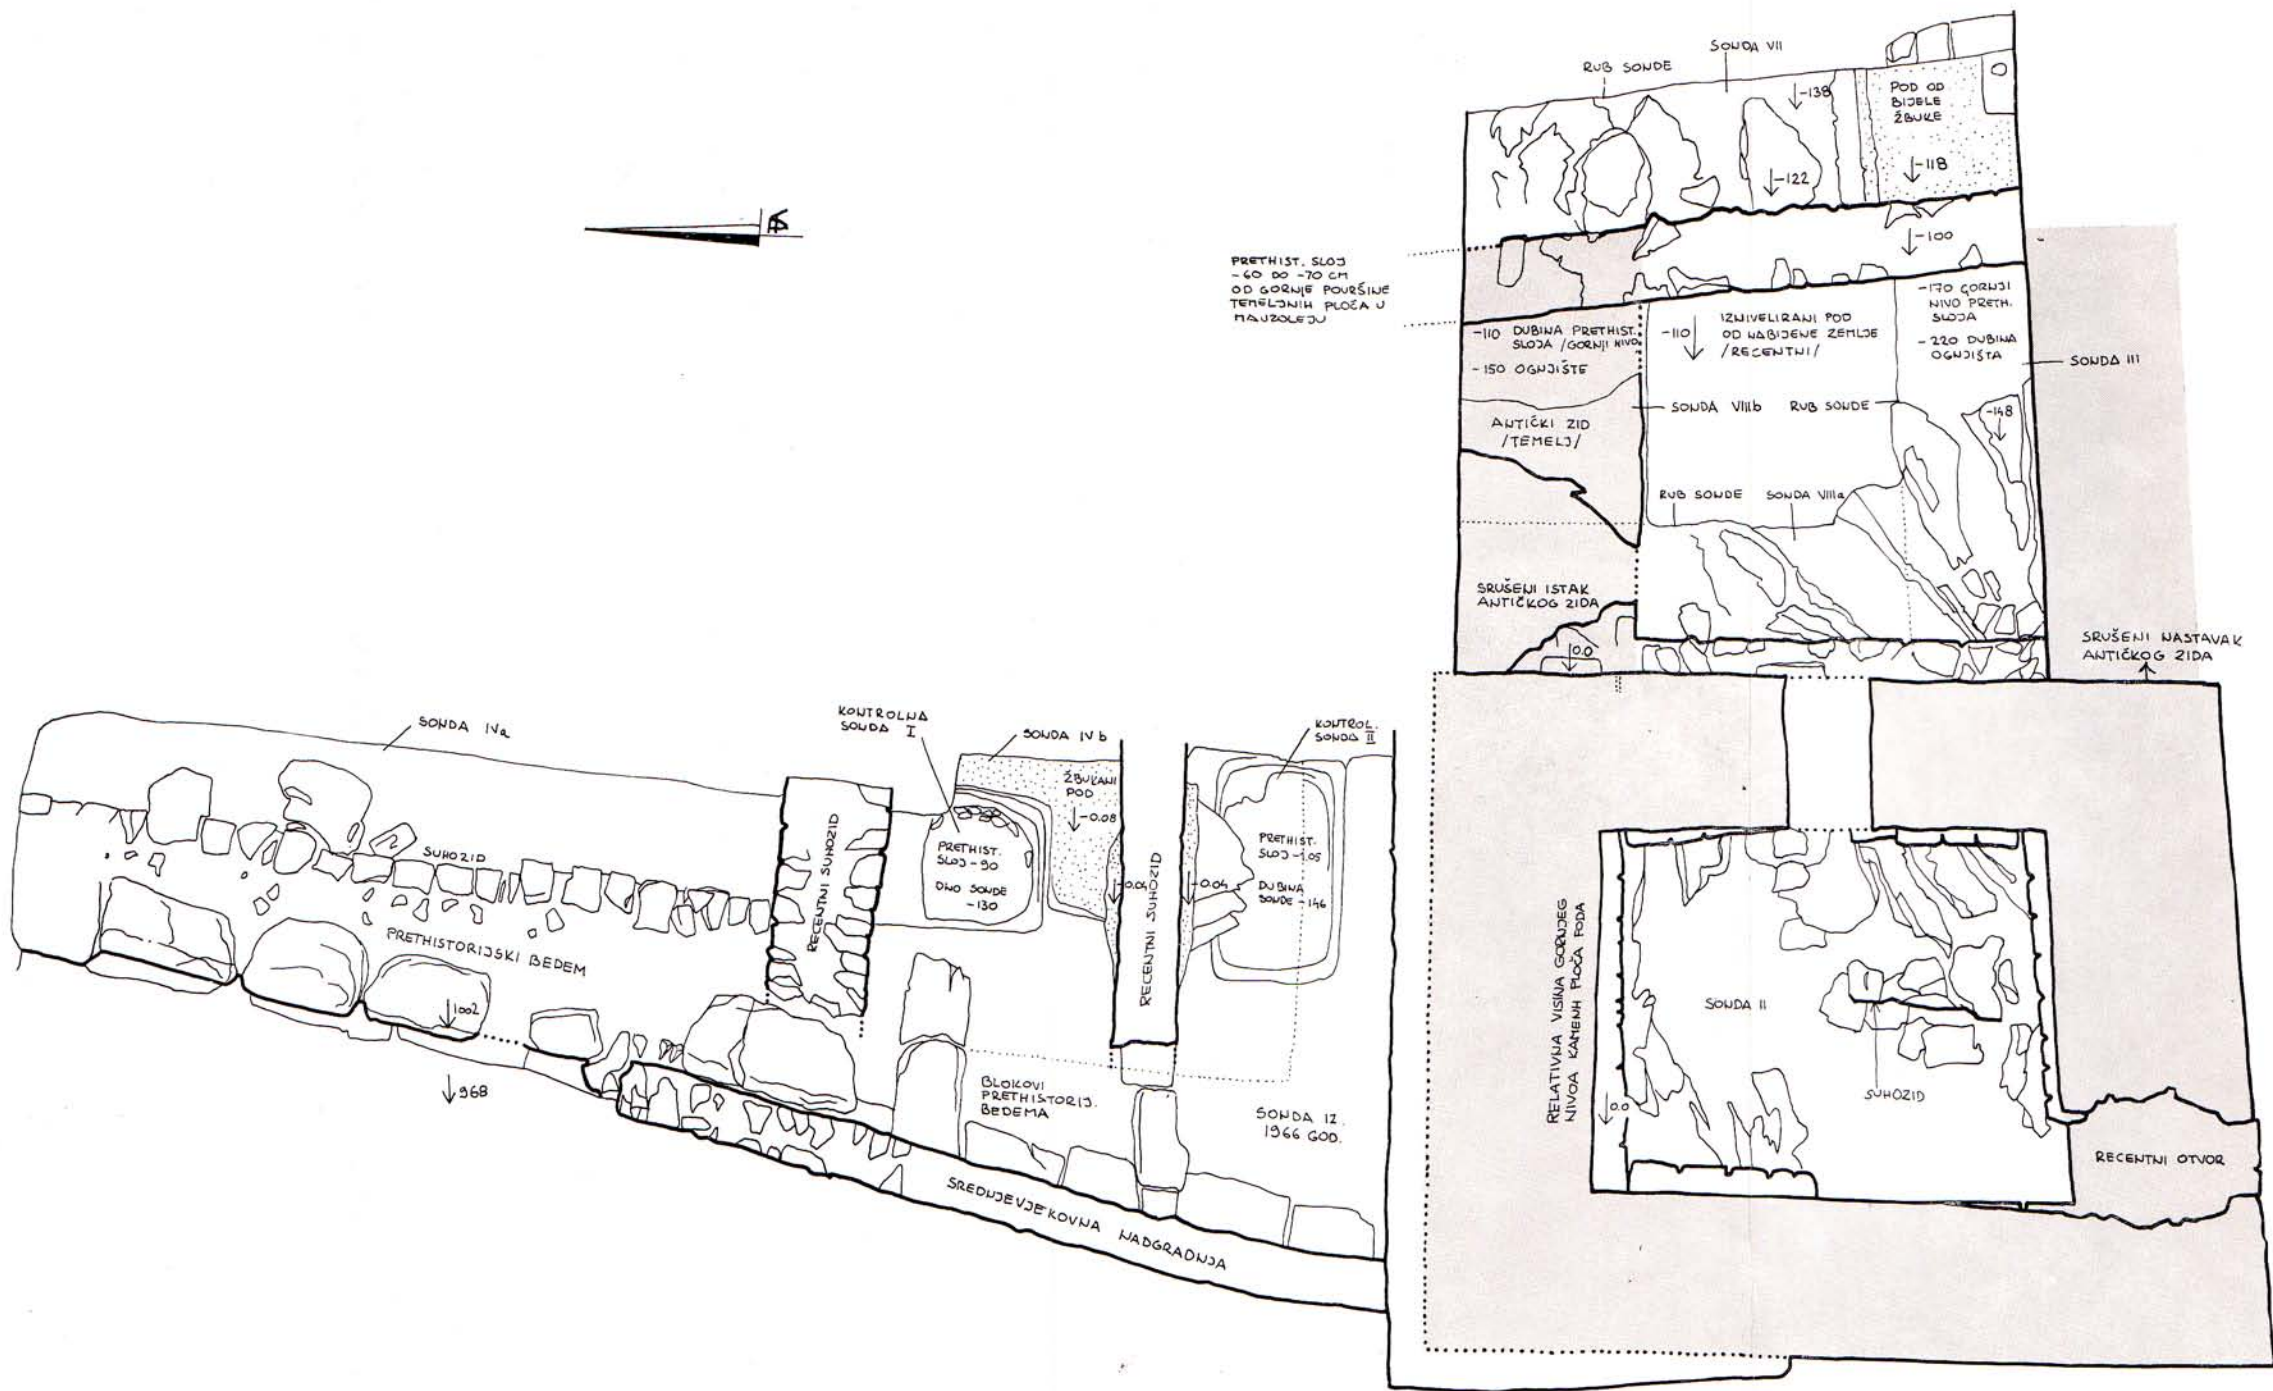 SONDA VII
RUB SONDE
-138
POD OD
BIJELE
ŽBUKE
-118
-122
-100
PRETHIST. SLOJ
-60 DO -70 CM
OD GORNJE POVRŠINE
TEMELJNIH PLOČA U
MAUZOLEJU
-110 DUBINA PRETHIST.
SLOJA /GORNJI NIVO
-150 OGNJIŠTE
-110
IZNIVELIRANI POD
OD NABIJENE ZEMLJE
/RECENTNI/
-170 GORNJI
NIVO PRETH.
SLOJA
-220 DUBINA
OGNJIŠTA
SONDA III
SONDA VIIIb
RUB SONDE
-148
ANTIČKI ZID
/TEMELJ/
RUB SONDE
SONDA VIIIa
SRUŠENI ISTAK
ANTIČKOG ZIDA
0.0
SRUŠENI NASTAVAK
ANTIČKOG ZIDA
SONDA IVa
KONTROLNA
SONDA I
SONDA IVb
KONTROL.
SONDA II
ŽBUKANI
POD
-0.08
SUHOZID
RECENTNI SUHOZID
PRETHIST.
SLOJ -90
DNO SONDE
-130
-0.04
RECENTNI SUHOZID
-0.04
PRETHIST.
SLOJ -1.05
DUBINA
SONDE -146
PRETHISTORIJSKI BEDEM
1002
968
BLOKOVI
PRETHISTORIJ.
BEDEMA
SONDA IZ
1966 GOD.
SREDNJEVJEKOVNA NADGRADNJA
RELATIVNA VISINA GORNJEG
NIVOA KAMENIH PLOČA PODA
0.0
SONDA II
SUHOZID
RECENTNI OTVOR